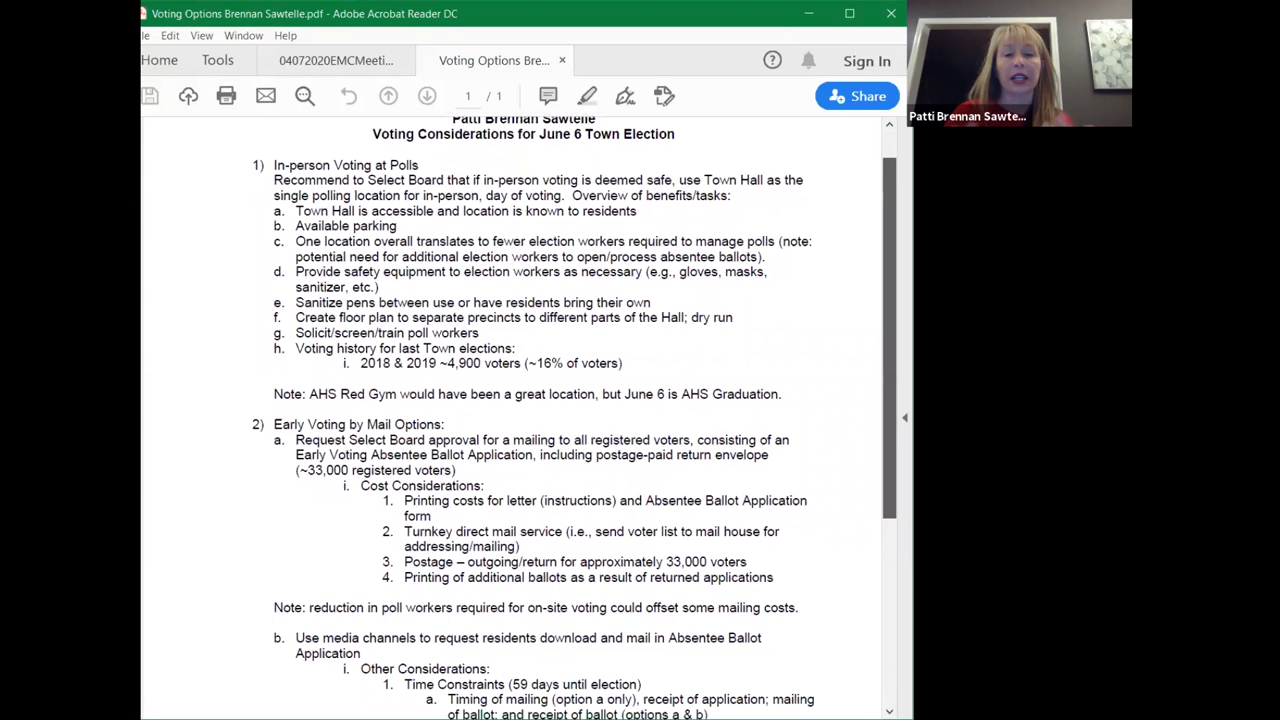 Voting Options Brennan Sawtelle.pdf - Adobe Acrobat Reader DC
le Edit View Window Help
Home Tools 04072020EMCMeeti... Voting Options Bre... × Sign In
1 / 1 Share
Patti Brennan Sawte...
Patti Brennan Sawtelle
Voting Considerations for June 6 Town Election
1) In-person Voting at Polls
Recommend to Select Board that if in-person voting is deemed safe, use Town Hall as the
single polling location for in-person, day of voting. Overview of benefits/tasks:
a. Town Hall is accessible and location is known to residents
b. Available parking
c. One location overall translates to fewer election workers required to manage polls (note:
potential need for additional election workers to open/process absentee ballots).
d. Provide safety equipment to election workers as necessary (e.g., gloves, masks,
sanitizer, etc.)
e. Sanitize pens between use or have residents bring their own
f. Create floor plan to separate precincts to different parts of the Hall; dry run
g. Solicit/screen/train poll workers
h. Voting history for last Town elections:
i. 2018 & 2019 ~4,900 voters (~16% of voters)
Note: AHS Red Gym would have been a great location, but June 6 is AHS Graduation.
2) Early Voting by Mail Options:
a. Request Select Board approval for a mailing to all registered voters, consisting of an
Early Voting Absentee Ballot Application, including postage-paid return envelope
(~33,000 registered voters)
i. Cost Considerations:
1. Printing costs for letter (instructions) and Absentee Ballot Application
form
2. Turnkey direct mail service (i.e., send voter list to mail house for
addressing/mailing)
3. Postage – outgoing/return for approximately 33,000 voters
4. Printing of additional ballots as a result of returned applications
Note: reduction in poll workers required for on-site voting could offset some mailing costs.
b. Use media channels to request residents download and mail in Absentee Ballot
Application
i. Other Considerations:
1. Time Constraints (59 days until election)
a. Timing of mailing (option a only), receipt of application; mailing
of ballot; and receipt of ballot (options a & b)